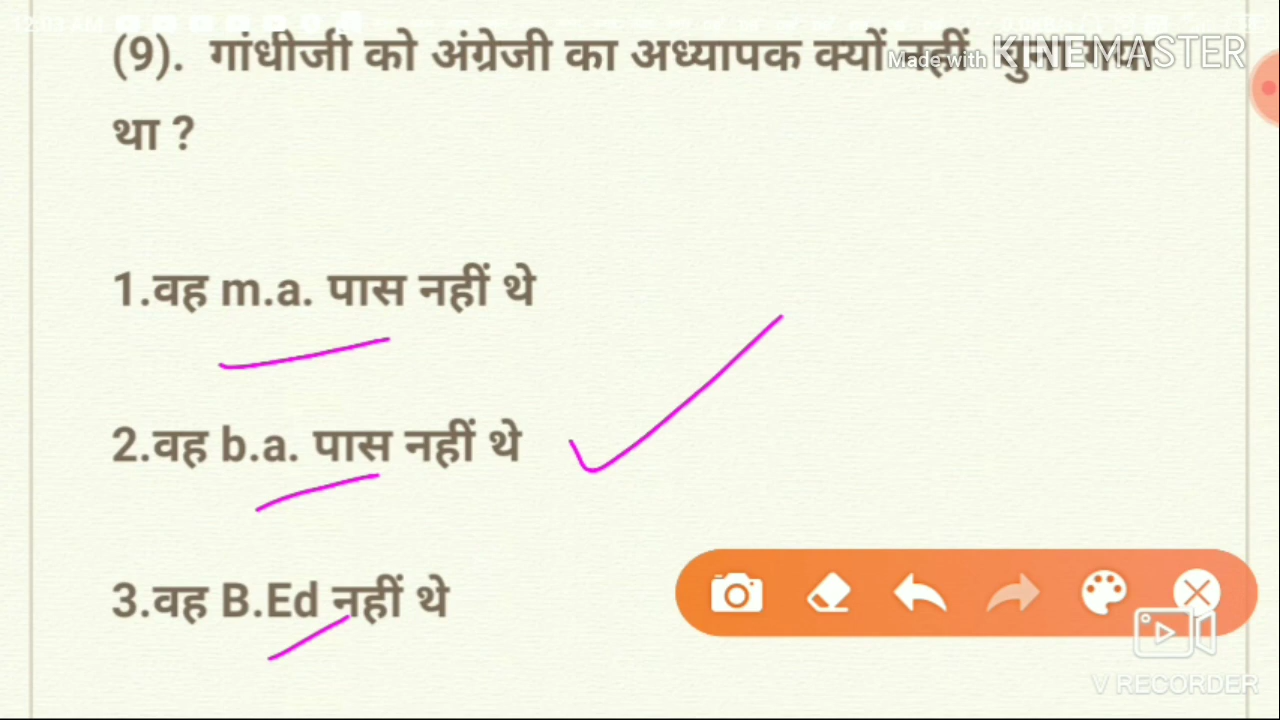 (9). गांधीजी को अंग्रेजी का अध्यापक क्यों नहीं
Made with KINEMASTER
था ?
1.वह m.a. पास नहीं थे
2.वह b.a. पास नहीं थे
3.वह B.Ed नहीं थे
V RECORDER